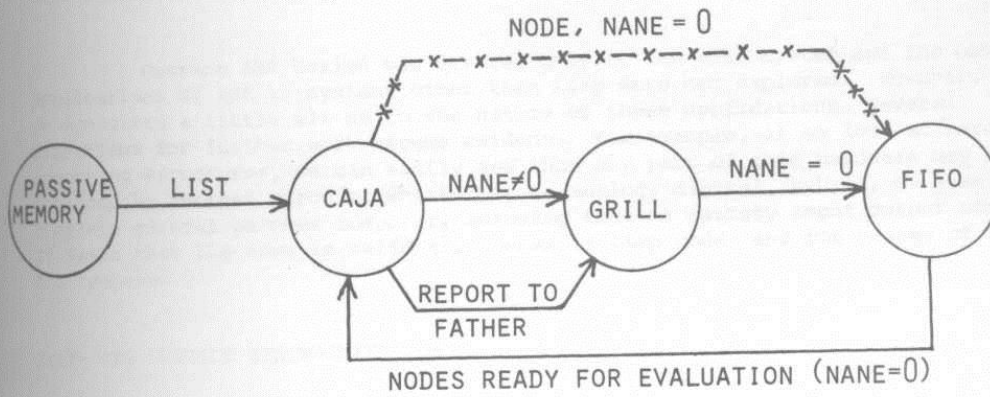 NODE, NANE = 0
PASSIVE
MEMORY
LIST
CAJA
NANE≠0
GRILL
NANE = 0
FIFO
REPORT TO
FATHER
NODES READY FOR EVALUATION (NANE=0)